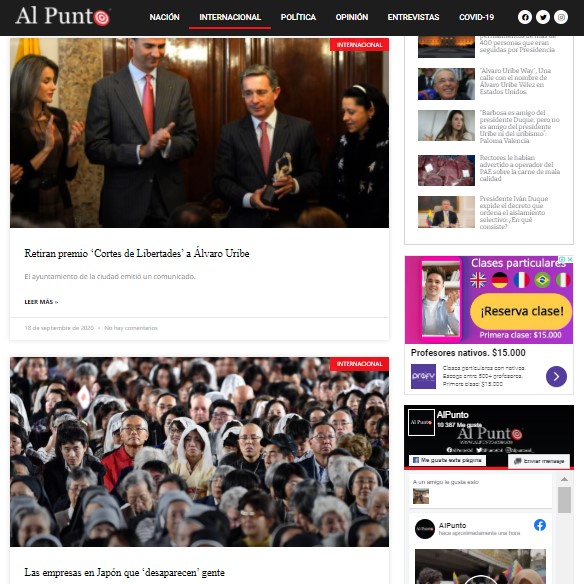 Al Punto
NACIÓN
INTERNACIONAL
POLÍTICA
OPINIÓN
ENTREVISTAS
COVID-19
INTERNACIONAL
Retiran premio ‘Cortes de Libertades’ a Álvaro Uribe
El ayuntamiento de la ciudad emitió un comunicado.
LEER MÁS »
18 de septiembre de 2020 • No hay comentarios
INTERNACIONAL
Las empresas en Japón que ‘desaparecen’ gente
400 personas que eran
seguidas por Presidencia
"Álvaro Uribe Way", Una
calle con el nombre de
Álvaro Uribe Vélez en
Estados Unidos.
"Barbosa es amigo del
presidente Duque, pero no
es amigo del presidente
Uribe ni del uribismo":
Paloma Valencia
Rectores le habían
advertido a operador del
PAE sobre la carne de mala
calidad
Presidente Iván Duque
expide el decreto que
ordena el aislamiento
selectivo: ¿En qué
consiste?
Clases particulares
¡Reserva clase!
Primera clase: $15.000
Profesores nativos. $15.000
Clases particulares con nativos.
Escoge entre 500+ profesores.
Primera clase: $15.000
AlPunto
10 387 Me gusta
Al Punto
Me gusta esta página
Enviar mensaje
A un amigo le gusta esto
AlPunto
hace aproximadamente una hora